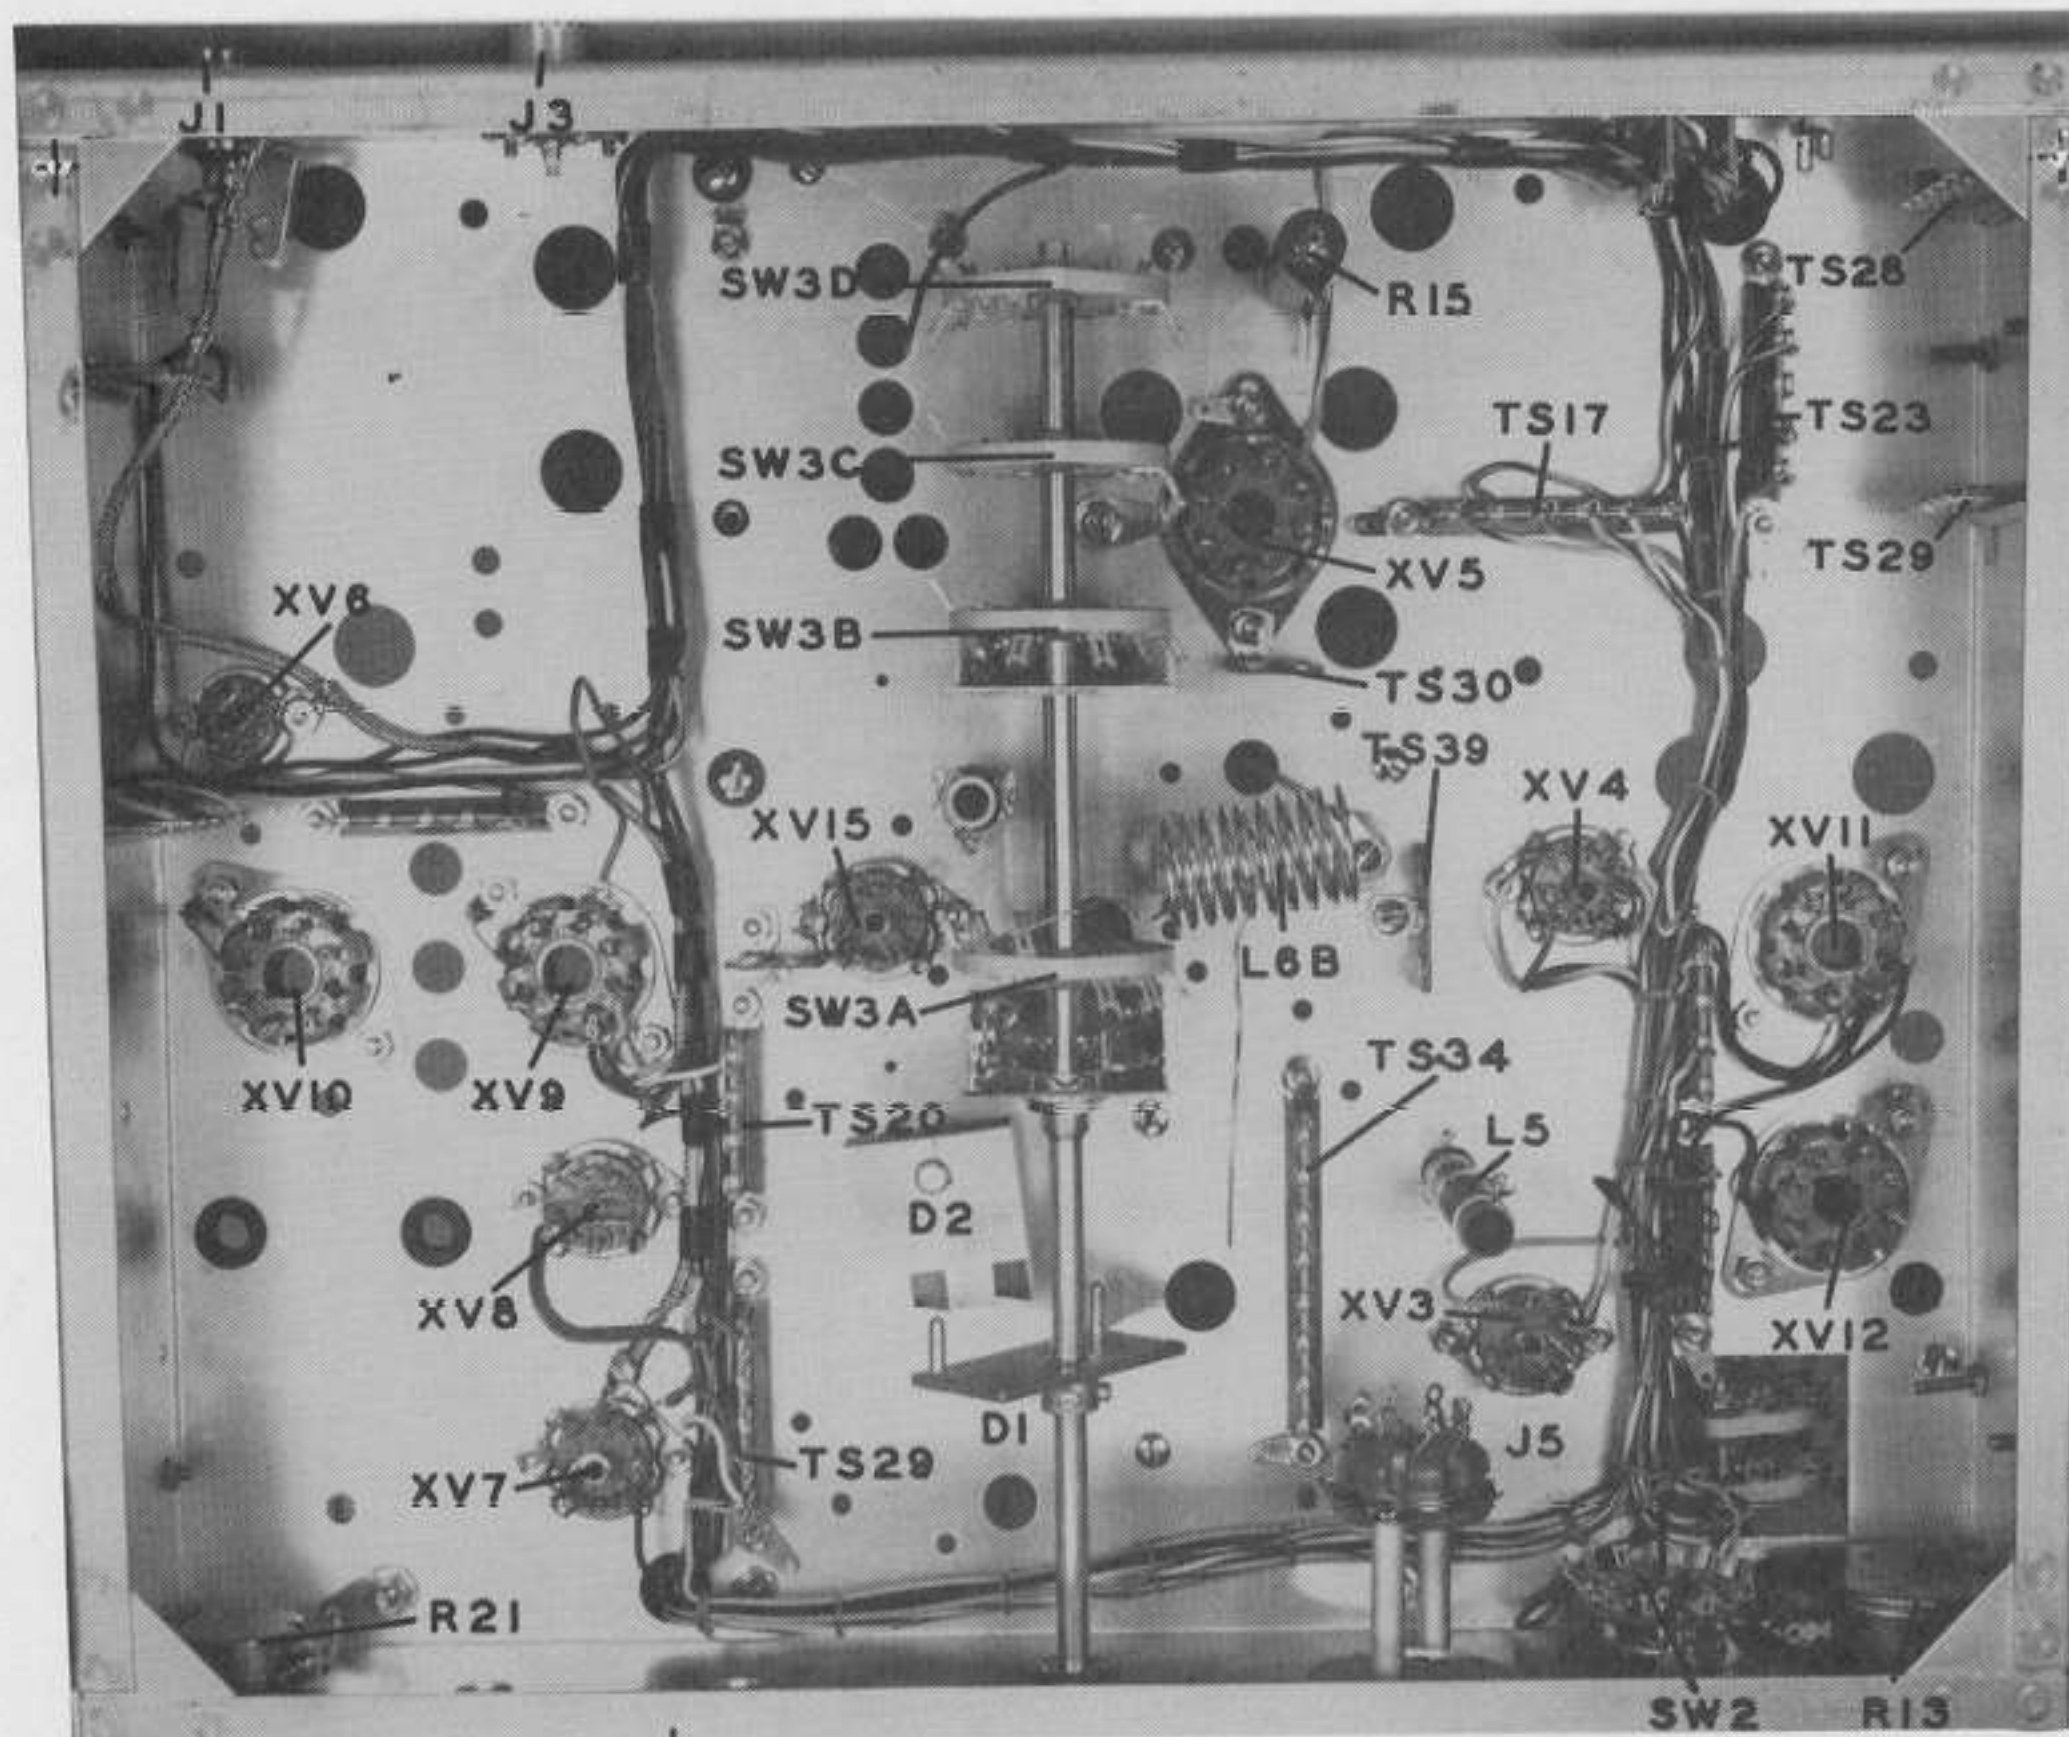 J1
J3
TS28
SW3D
R15
TS17
TS23
SW3C
TS29
XV5
XV6
SW3B
TS30
TS39
XV4
XV15
XV11
L6B
SW3A
TS34
XV10
XV9
TS20
L5
D2
XV8
XV3
XV12
D1
J5
TS29
XV7
R21
SW2
R13